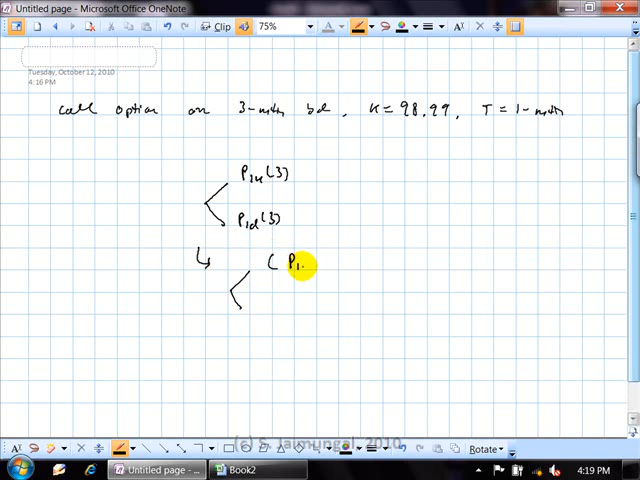 Untitled page - Microsoft Office OneNote
Clip 75%
Tuesday, October 12, 2010
4:16 PM
call option on 3-mth bd, K = 98.99, T = 1-mth
P1u(3)
P1d(3)
( P1
(c) S. Jaimungal, 2010
Rotate
Untitled page - ... Book2 4:19 PM